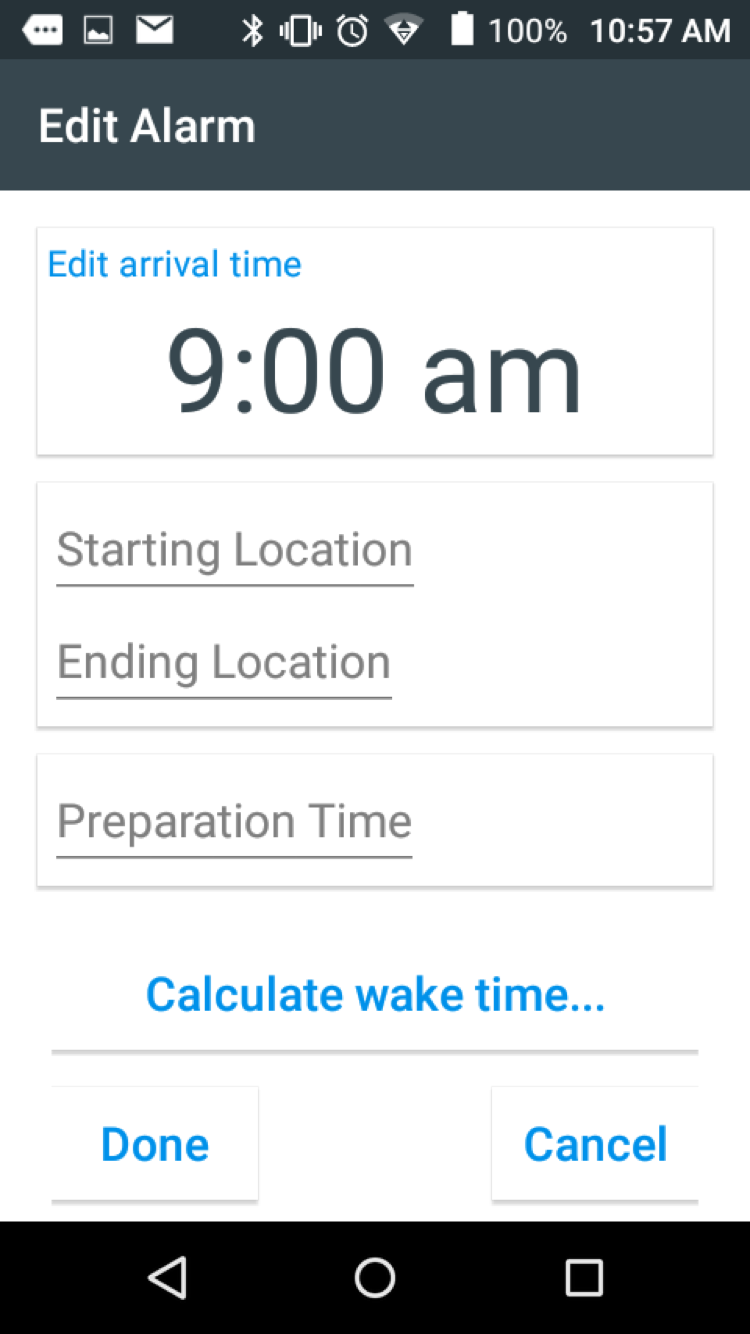 100% 10:57 AM
Edit Alarm
Edit arrival time
9:00 am
Starting Location
Ending Location
Preparation Time
Calculate wake time...
Done Cancel